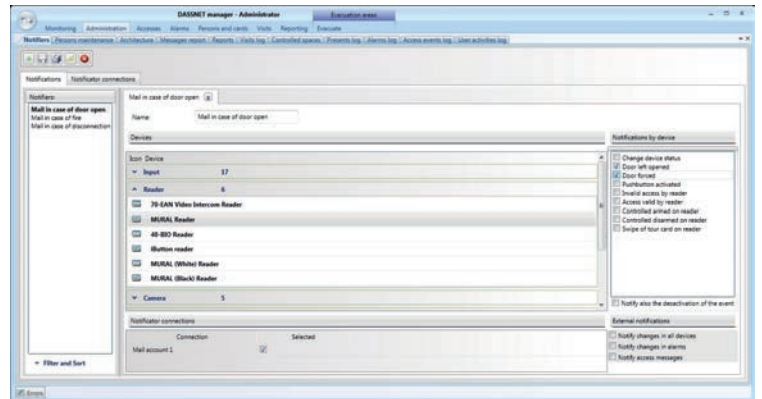 DASSNET manager - Administrator
Evacuation areas
Monitoring Administration Accesses Alarms Persons and cards Visits Reporting Evacuate
Notifiers Persons maintenance Architecture Messages report Reports Visits log Controlled spaces Presents log Alarms log Access events log User activities log
Notifications Notificator connections
Notifiers
Mail in case of door open
Mail in case of fire
Mail in case of disconnection
Filter and Sort
Mail in case of door open
Name Mail in case of door open
Devices
Icon Device
Input 17
Reader 6
70-EAN Video Intercom Reader
MURAL Reader
40-BIO Reader
iButton reader
MURAL (White) Reader
MURAL (Black) Reader
Camera 5
Notificator connections
Connection Selected
Mail account 1
Notifications by device
Change device status
Door left opened
Door forced
Pushbutton activated
Invalid access by reader
Access valid by reader
Controlled armed on reader
Controlled disarmed on reader
Swipe of tour card on reader
Notify also the desactivation of the event
External notifications
Notify changes in all devices
Notify changes in alarms
Notify access messages
Errors